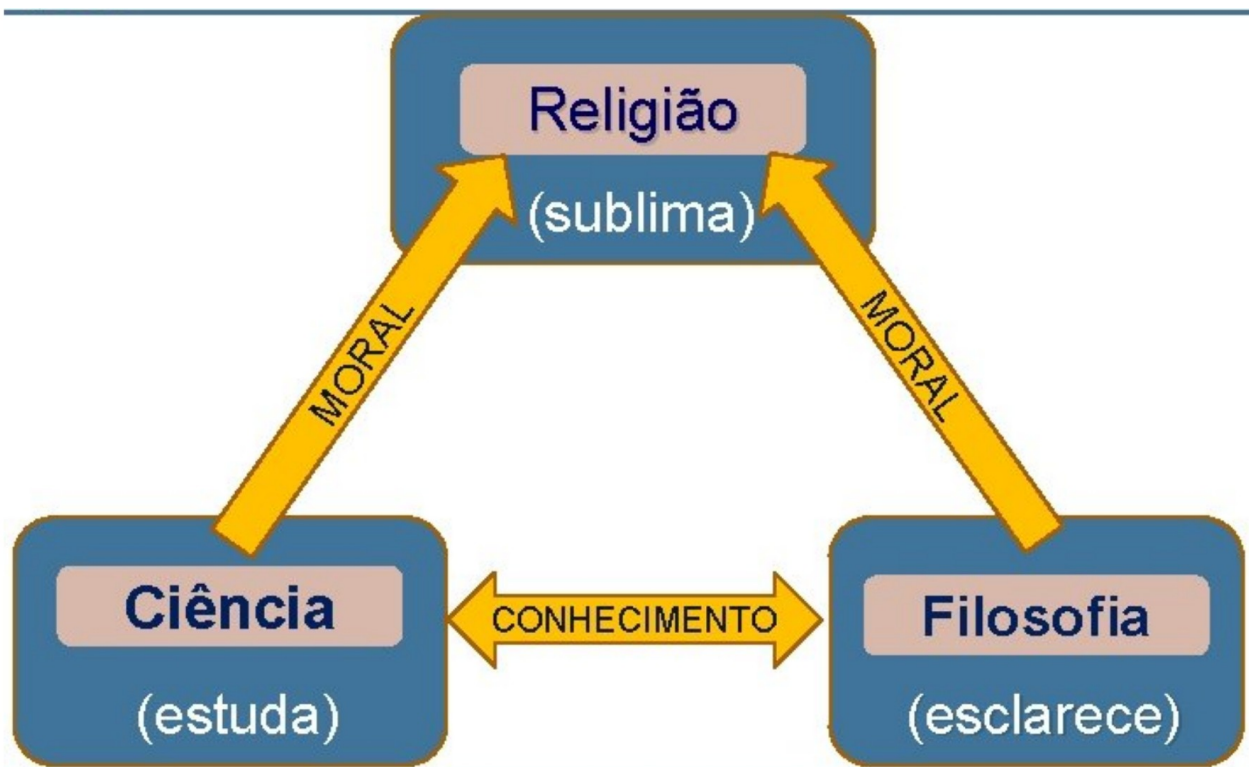 Religião
(sublima)
MORAL
MORAL
Ciência
(estuda)
CONHECIMENTO
Filosofia
(esclarece)